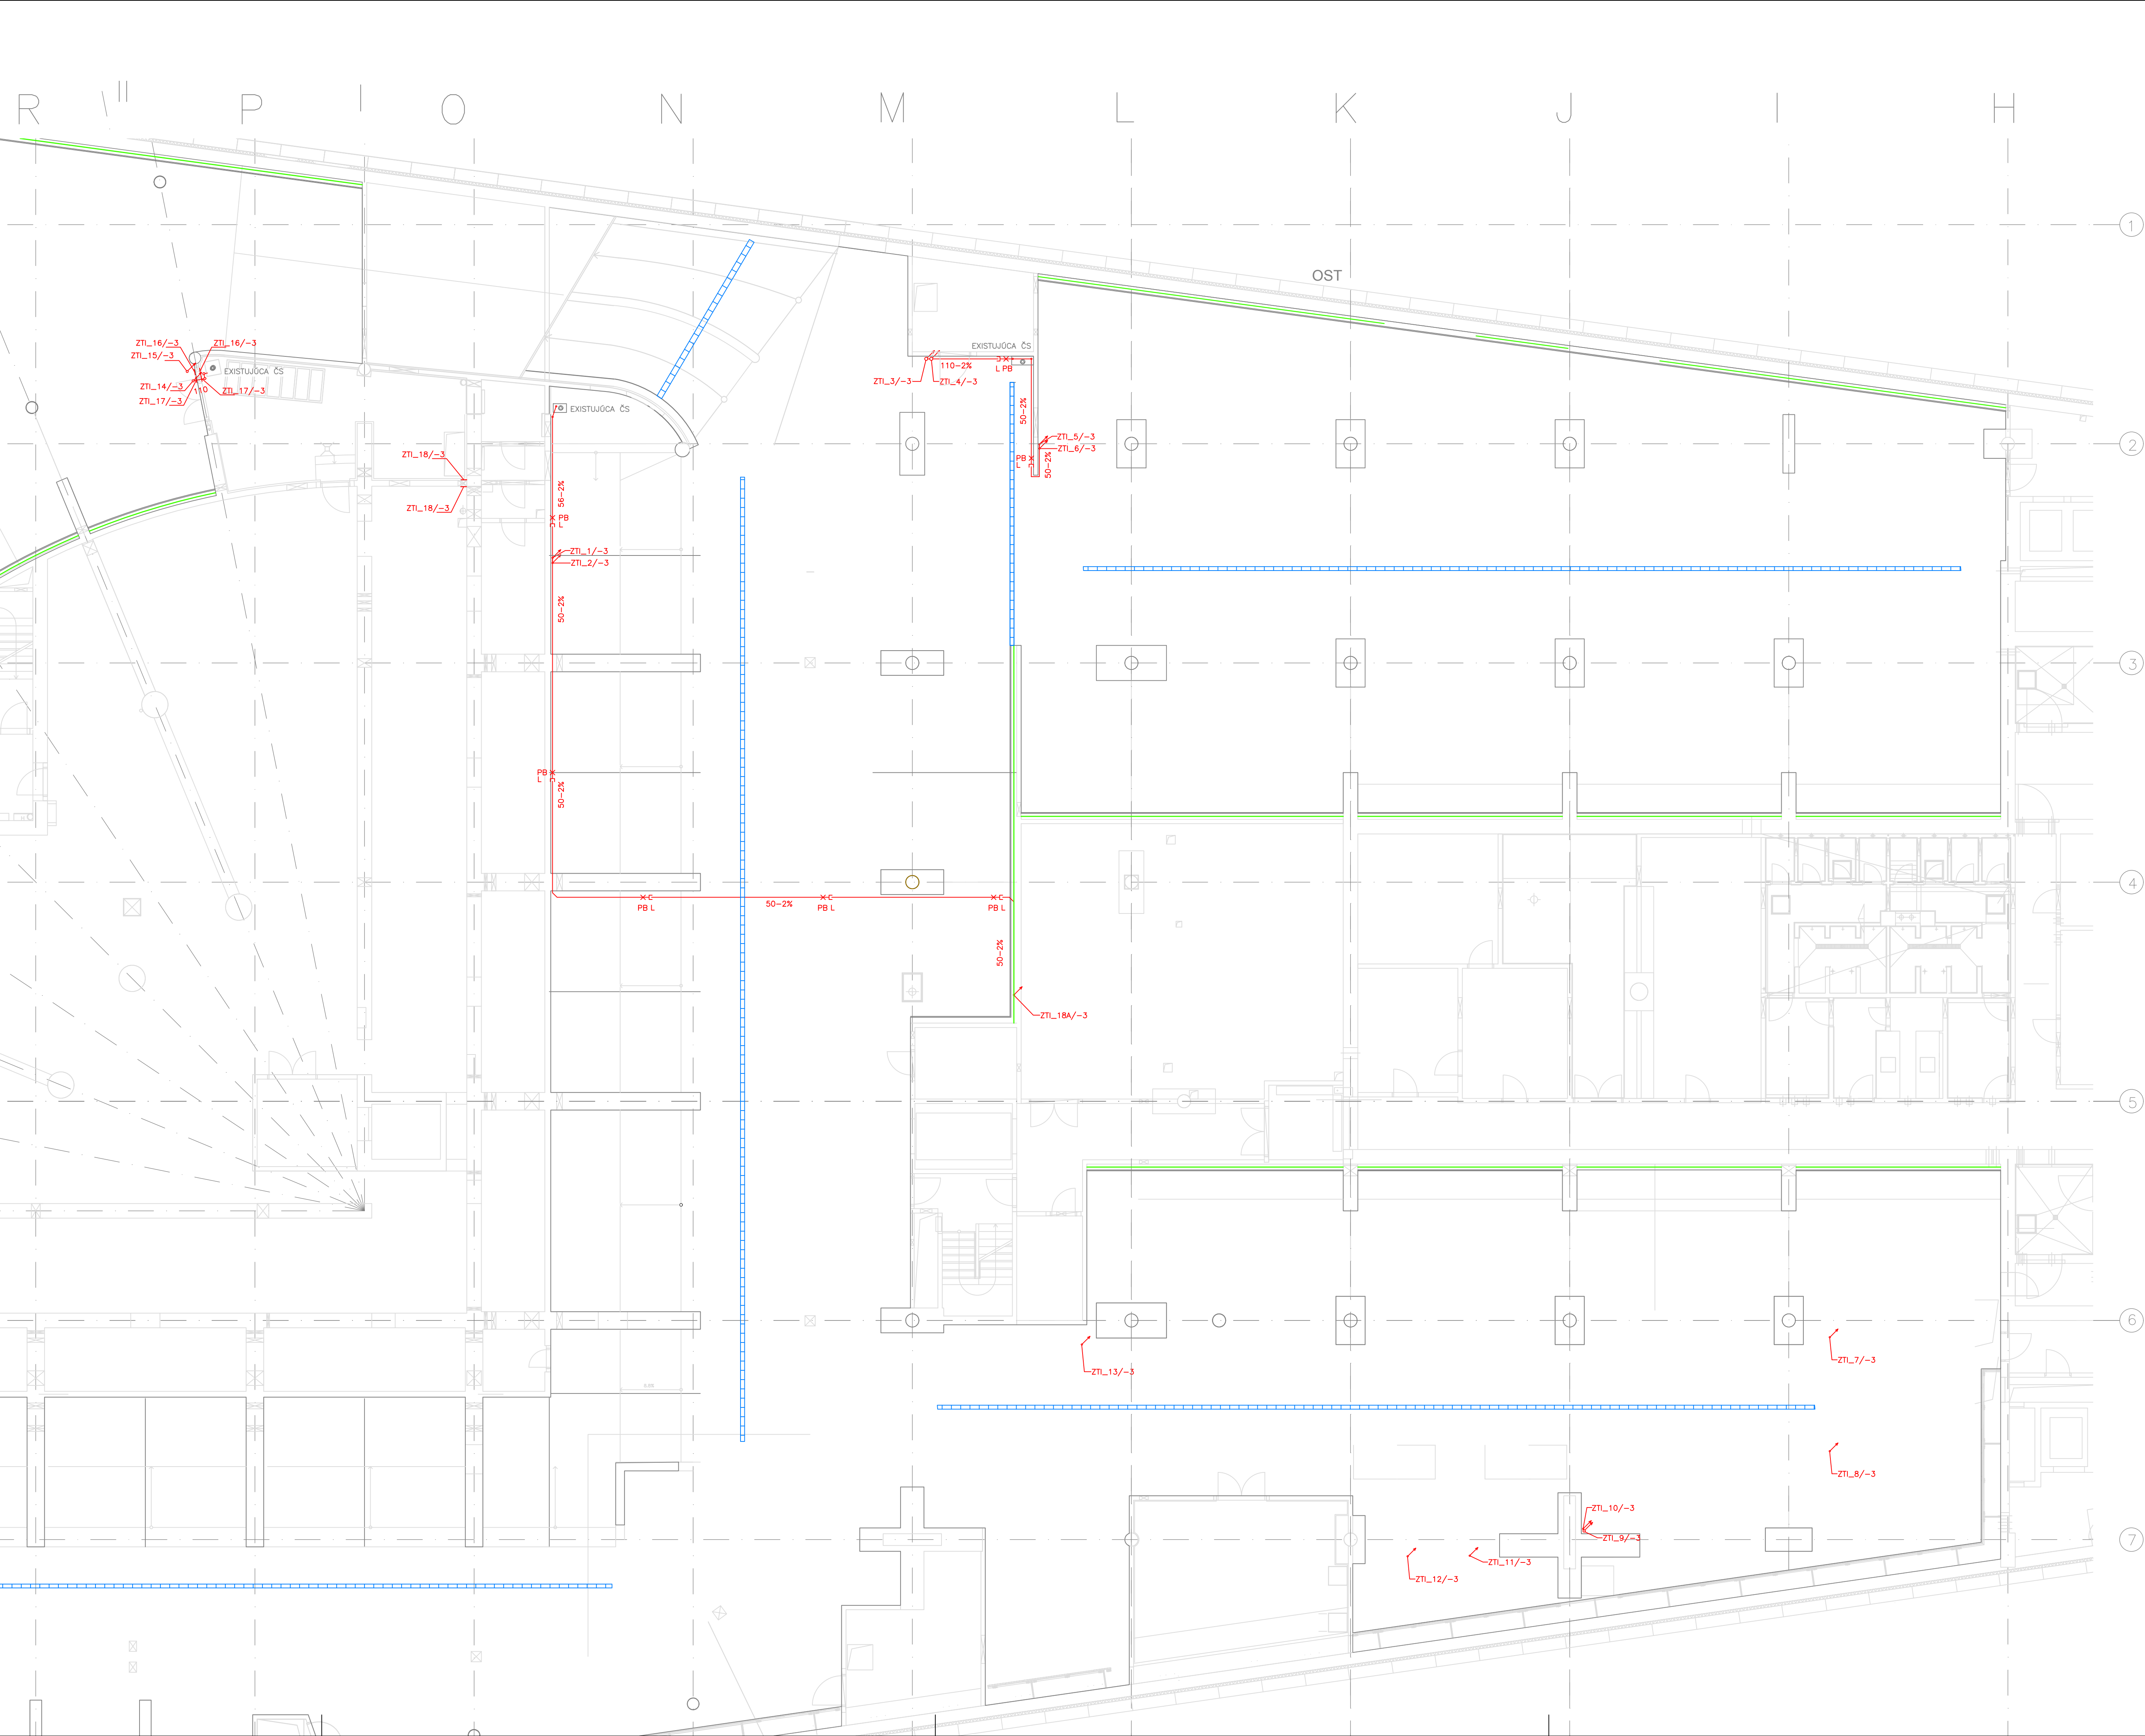 R
"
P
'
O
N
M
L
K
J
I
H
1
OST
ZTI_16/-3
ZTI_16/-3
ZTI_15/-3
EXISTUJÚCA ČS
ZTI_14/-3
110
ZTI_17/-3
ZTI_17/-3
EXISTUJÚCA ČS
110-2%
L PB
ZTI_3/-3
ZTI_4/-3
EXISTUJÚCA ČS
50-2%
ZTI_5/-3
ZTI_6/-3
2
PB
L
50-2%
ZTI_18/-3
ZTI_18/-3
56-2%
PB
L
ZTI_1/-3
ZTI_2/-3
50-2%
3
PB
L
50-2%
4
PB L
50-2%
PB L
PB L
50-2%
ZTI_18A/-3
5
6
ZTI_13/-3
ZTI_7/-3
ZTI_8/-3
ZTI_10/-3
ZTI_9/-3
7
ZTI_11/-3
ZTI_12/-3